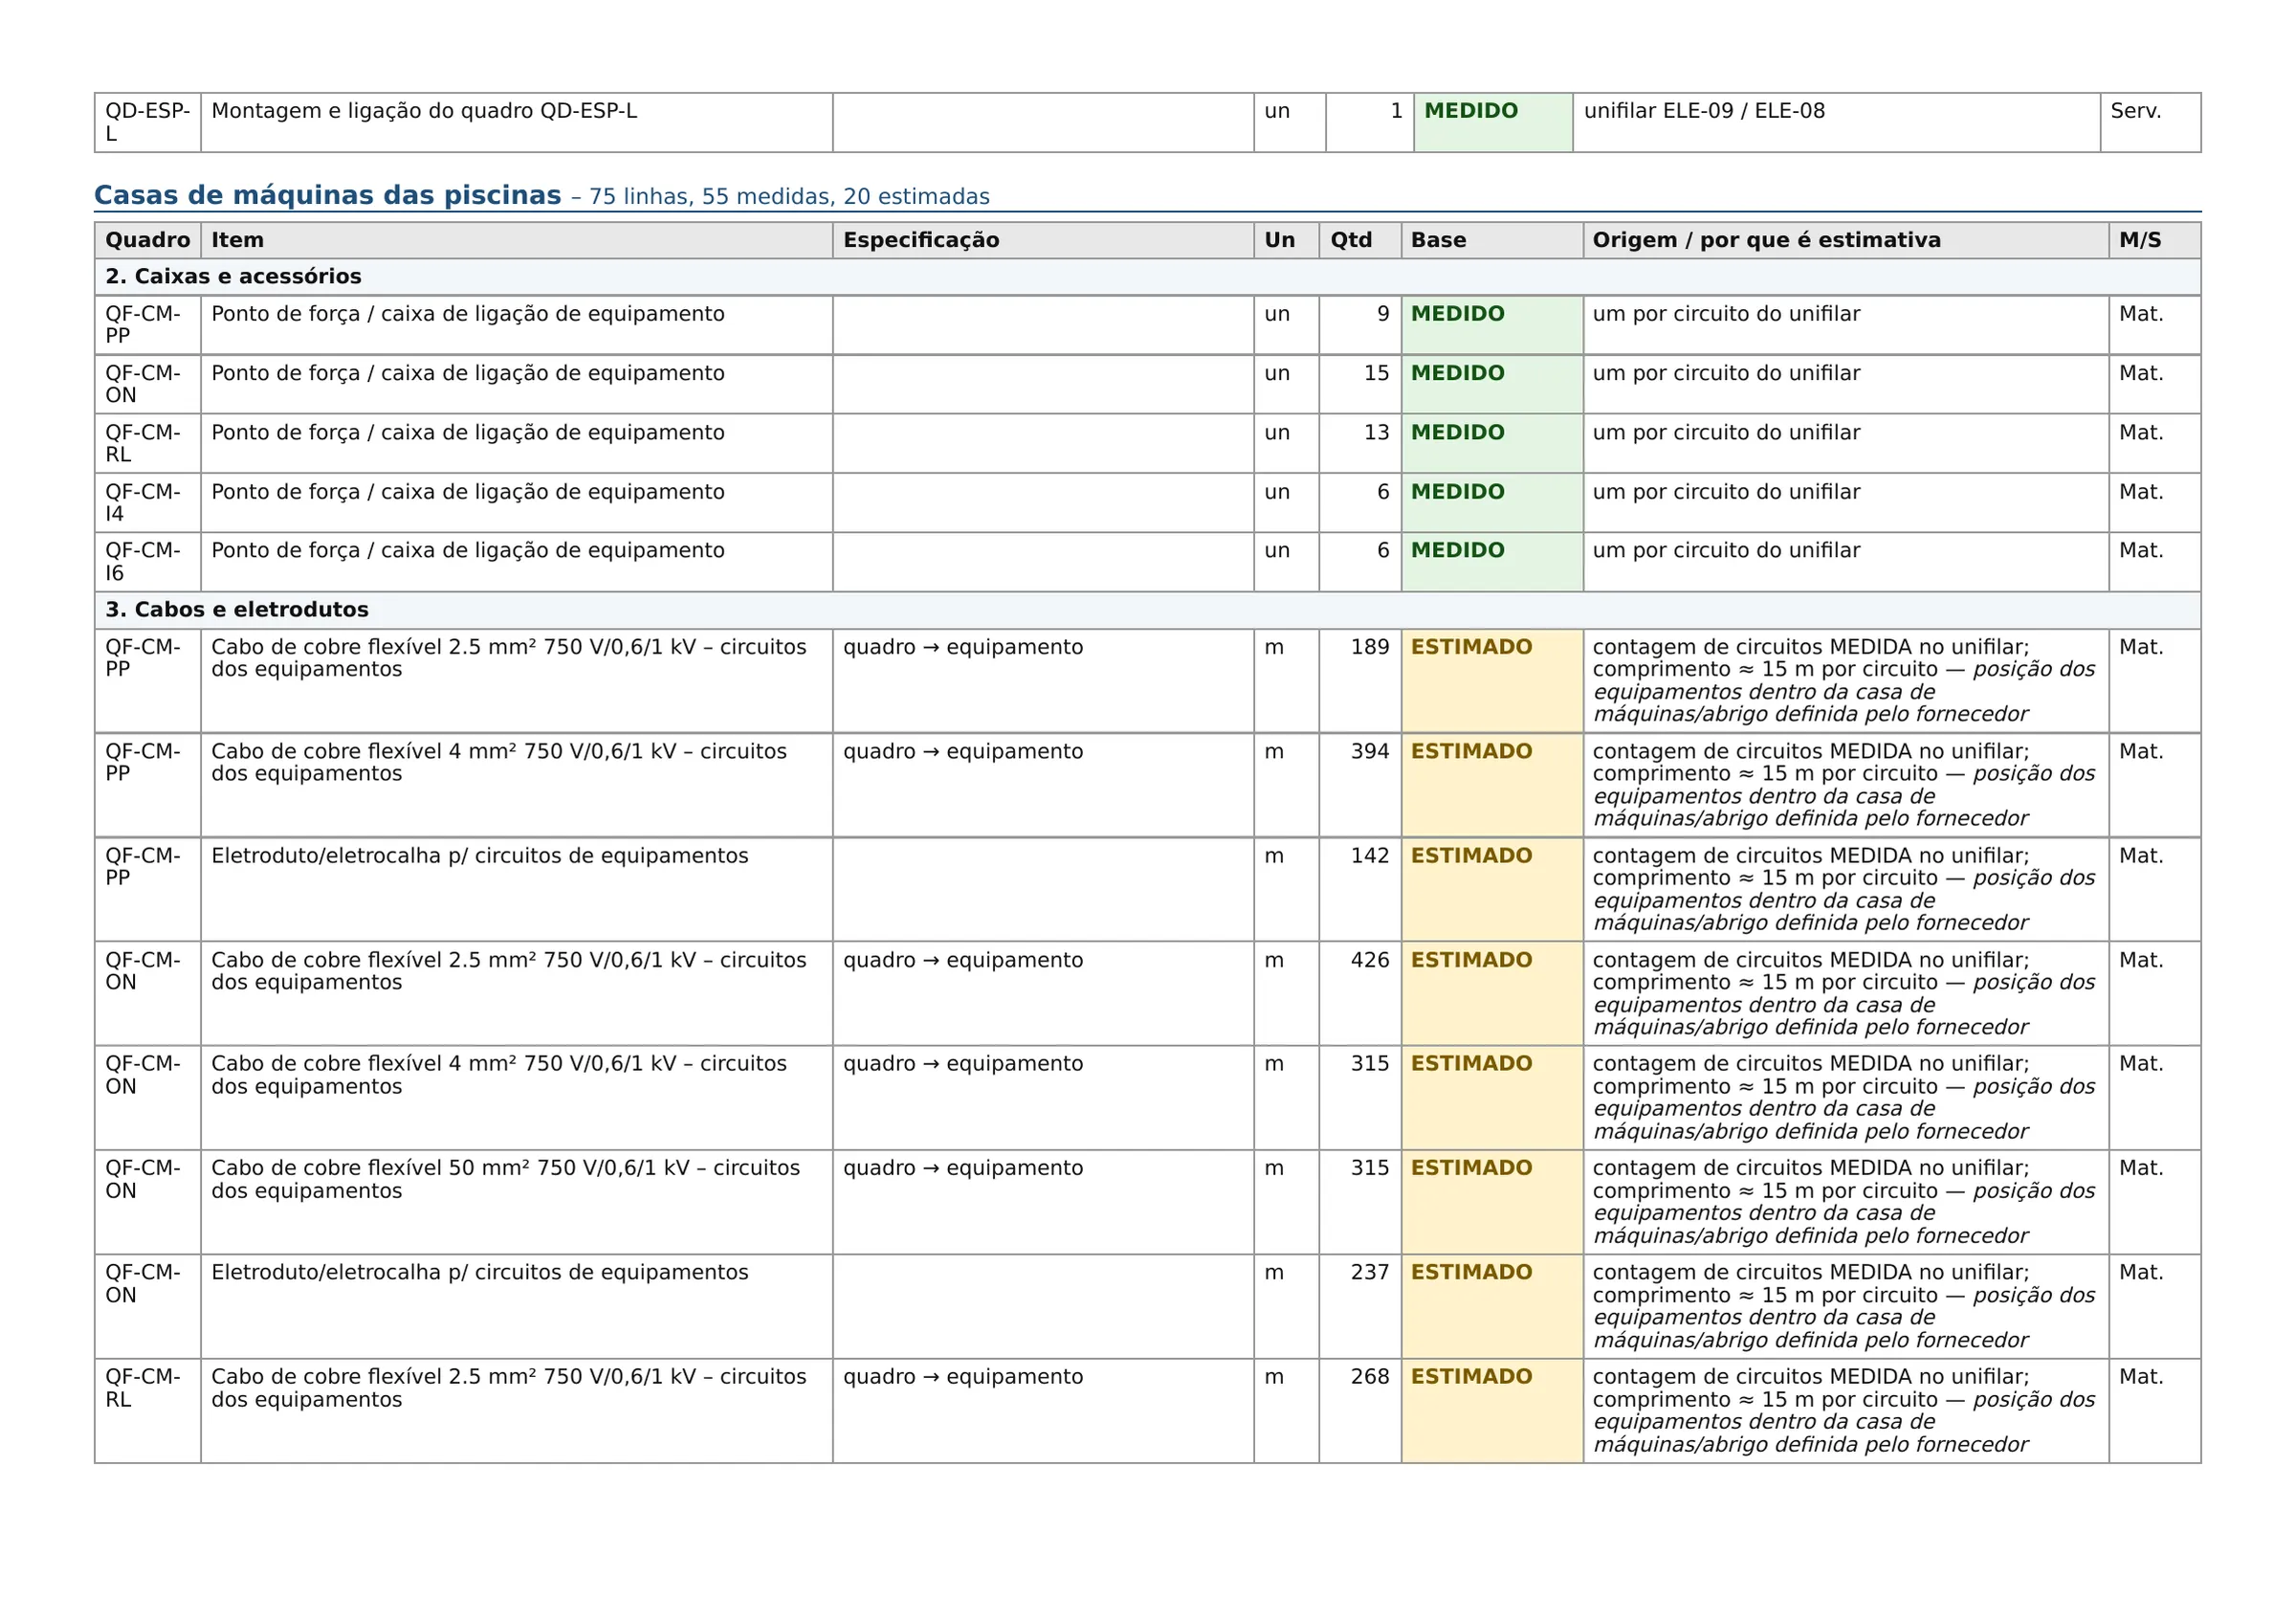 QD-ESP- Montagem e ligação do quadro QD-ESP-L un 1 MEDIDO unifilar ELE-09 / ELE-08 Serv.
L
Casas de máquinas das piscinas – 75 linhas, 55 medidas, 20 estimadas
Quadro Item Especificação Un Qtd Base Origem / por que é estimativa M/S
2. Caixas e acessórios
QF-CM- Ponto de força / caixa de ligação de equipamento un 9 MEDIDO um por circuito do unifilar Mat.
PP
QF-CM- Ponto de força / caixa de ligação de equipamento un 15 MEDIDO um por circuito do unifilar Mat.
ON
QF-CM- Ponto de força / caixa de ligação de equipamento un 13 MEDIDO um por circuito do unifilar Mat.
RL
QF-CM- Ponto de força / caixa de ligação de equipamento un 6 MEDIDO um por circuito do unifilar Mat.
I4
QF-CM- Ponto de força / caixa de ligação de equipamento un 6 MEDIDO um por circuito do unifilar Mat.
I6
3. Cabos e eletrodutos
QF-CM- Cabo de cobre flexível 2.5 mm² 750 V/0,6/1 kV – circuitos quadro → equipamento m 189 ESTIMADO contagem de circuitos MEDIDA no unifilar; Mat.
PP dos equipamentos comprimento ≈ 15 m por circuito — posição dos
equipamentos dentro da casa de
máquinas/abrigo definida pelo fornecedor
QF-CM- Cabo de cobre flexível 4 mm² 750 V/0,6/1 kV – circuitos quadro → equipamento m 394 ESTIMADO contagem de circuitos MEDIDA no unifilar; Mat.
PP dos equipamentos comprimento ≈ 15 m por circuito — posição dos
equipamentos dentro da casa de
máquinas/abrigo definida pelo fornecedor
QF-CM- Eletroduto/eletrocalha p/ circuitos de equipamentos m 142 ESTIMADO contagem de circuitos MEDIDA no unifilar; Mat.
PP comprimento ≈ 15 m por circuito — posição dos
equipamentos dentro da casa de
máquinas/abrigo definida pelo fornecedor
QF-CM- Cabo de cobre flexível 2.5 mm² 750 V/0,6/1 kV – circuitos quadro → equipamento m 426 ESTIMADO contagem de circuitos MEDIDA no unifilar; Mat.
ON dos equipamentos comprimento ≈ 15 m por circuito — posição dos
equipamentos dentro da casa de
máquinas/abrigo definida pelo fornecedor
QF-CM- Cabo de cobre flexível 4 mm² 750 V/0,6/1 kV – circuitos quadro → equipamento m 315 ESTIMADO contagem de circuitos MEDIDA no unifilar; Mat.
ON dos equipamentos comprimento ≈ 15 m por circuito — posição dos
equipamentos dentro da casa de
máquinas/abrigo definida pelo fornecedor
QF-CM- Cabo de cobre flexível 50 mm² 750 V/0,6/1 kV – circuitos quadro → equipamento m 315 ESTIMADO contagem de circuitos MEDIDA no unifilar; Mat.
ON dos equipamentos comprimento ≈ 15 m por circuito — posição dos
equipamentos dentro da casa de
máquinas/abrigo definida pelo fornecedor
QF-CM- Eletroduto/eletrocalha p/ circuitos de equipamentos m 237 ESTIMADO contagem de circuitos MEDIDA no unifilar; Mat.
ON comprimento ≈ 15 m por circuito — posição dos
equipamentos dentro da casa de
máquinas/abrigo definida pelo fornecedor
QF-CM- Cabo de cobre flexível 2.5 mm² 750 V/0,6/1 kV – circuitos quadro → equipamento m 268 ESTIMADO contagem de circuitos MEDIDA no unifilar; Mat.
RL dos equipamentos comprimento ≈ 15 m por circuito — posição dos
equipamentos dentro da casa de
máquinas/abrigo definida pelo fornecedor